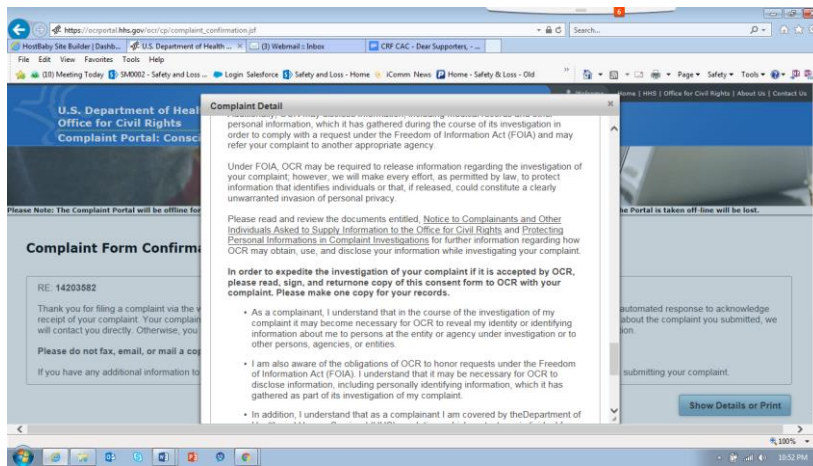 6
https://ocrportal.hhs.gov/ocr/cp/complaint_confirmation.jsf
Search...
HostBaby Site Builder | Dashb...
U.S. Department of Health ...
(3) Webmail :: Inbox
CRF CAC - Dear Supporters, - ...
File Edit View Favorites Tools Help
(10) Meeting Today
SM0002 - Safety and Loss ...
Login Salesforce
Safety and Loss - Home
iComm News
Home - Safety & Loss - Old
Page Safety Tools
Welcome Home | HHS | Office for Civil Rights | About Us | Contact Us
U.S. Department of Heal
Office for Civil Rights
Complaint Portal: Consci
Complaint Detail
personal information, which it has gathered during the course of its investigation in
order to comply with a request under the Freedom of Information Act (FOIA) and may
refer your complaint to another appropriate agency.
Under FOIA, OCR may be required to release information regarding the investigation of
your complaint; however, we will make every effort, as permitted by law, to protect
information that identifies individuals or that, if released, could constitute a clearly
unwarranted invasion of personal privacy.
Please Note: The Complaint Portal will be offline for
he Portal is taken off-line will be lost.
Please read and review the documents entitled, Notice to Complainants and Other
Individuals Asked to Supply Information to the Office for Civil Rights and Protecting
Personal Informations in Complaint Investigations for further information regarding how
OCR may obtain, use, and disclose your information while investigating your complaint.
Complaint Form Confirma
In order to expedite the investigation of your complaint if it is accepted by OCR,
please read, sign, and returnone copy of this consent form to OCR with your
complaint. Please make one copy for your records.
RE: 14203582
Thank you for filing a complaint via the w
receipt of your complaint. Your complain
will contact you directly. Otherwise, you
automated response to acknowledge
about the complaint you submitted, we
ion.
Please do not fax, email, or mail a cop
If you have any additional information to
submitting your complaint.
• As a complainant, I understand that in the course of the investigation of my
complaint it may become necessary for OCR to reveal my identity or identifying
information about me to persons at the entity or agency under investigation or to
other persons, agencies, or entities.
• I am also aware of the obligations of OCR to honor requests under the Freedom
of Information Act (FOIA). I understand that it may be necessary for OCR to
disclose information, including personally identifying information, which it has
gathered as part of its investigation of my complaint.
• In addition, I understand that as a complainant I am covered by theDepartment of
Show Details or Print
100%
10:52 PM